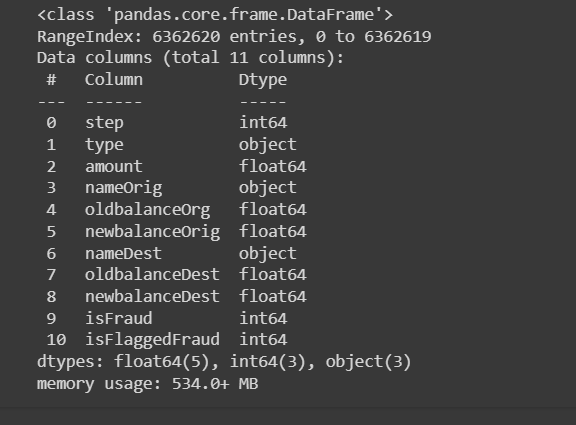 <class 'pandas.core.frame.DataFrame'>
RangeIndex: 6362620 entries, 0 to 6362619
Data columns (total 11 columns):
 #   Column          Dtype
---  ------          -----
 0   step            int64
 1   type            object
 2   amount          float64
 3   nameOrig        object
 4   oldbalanceOrg   float64
 5   newbalanceOrig  float64
 6   nameDest        object
 7   oldbalanceDest  float64
 8   newbalanceDest  float64
 9   isFraud         int64
 10  isFlaggedFraud  int64
dtypes: float64(5), int64(3), object(3)
memory usage: 534.0+ MB